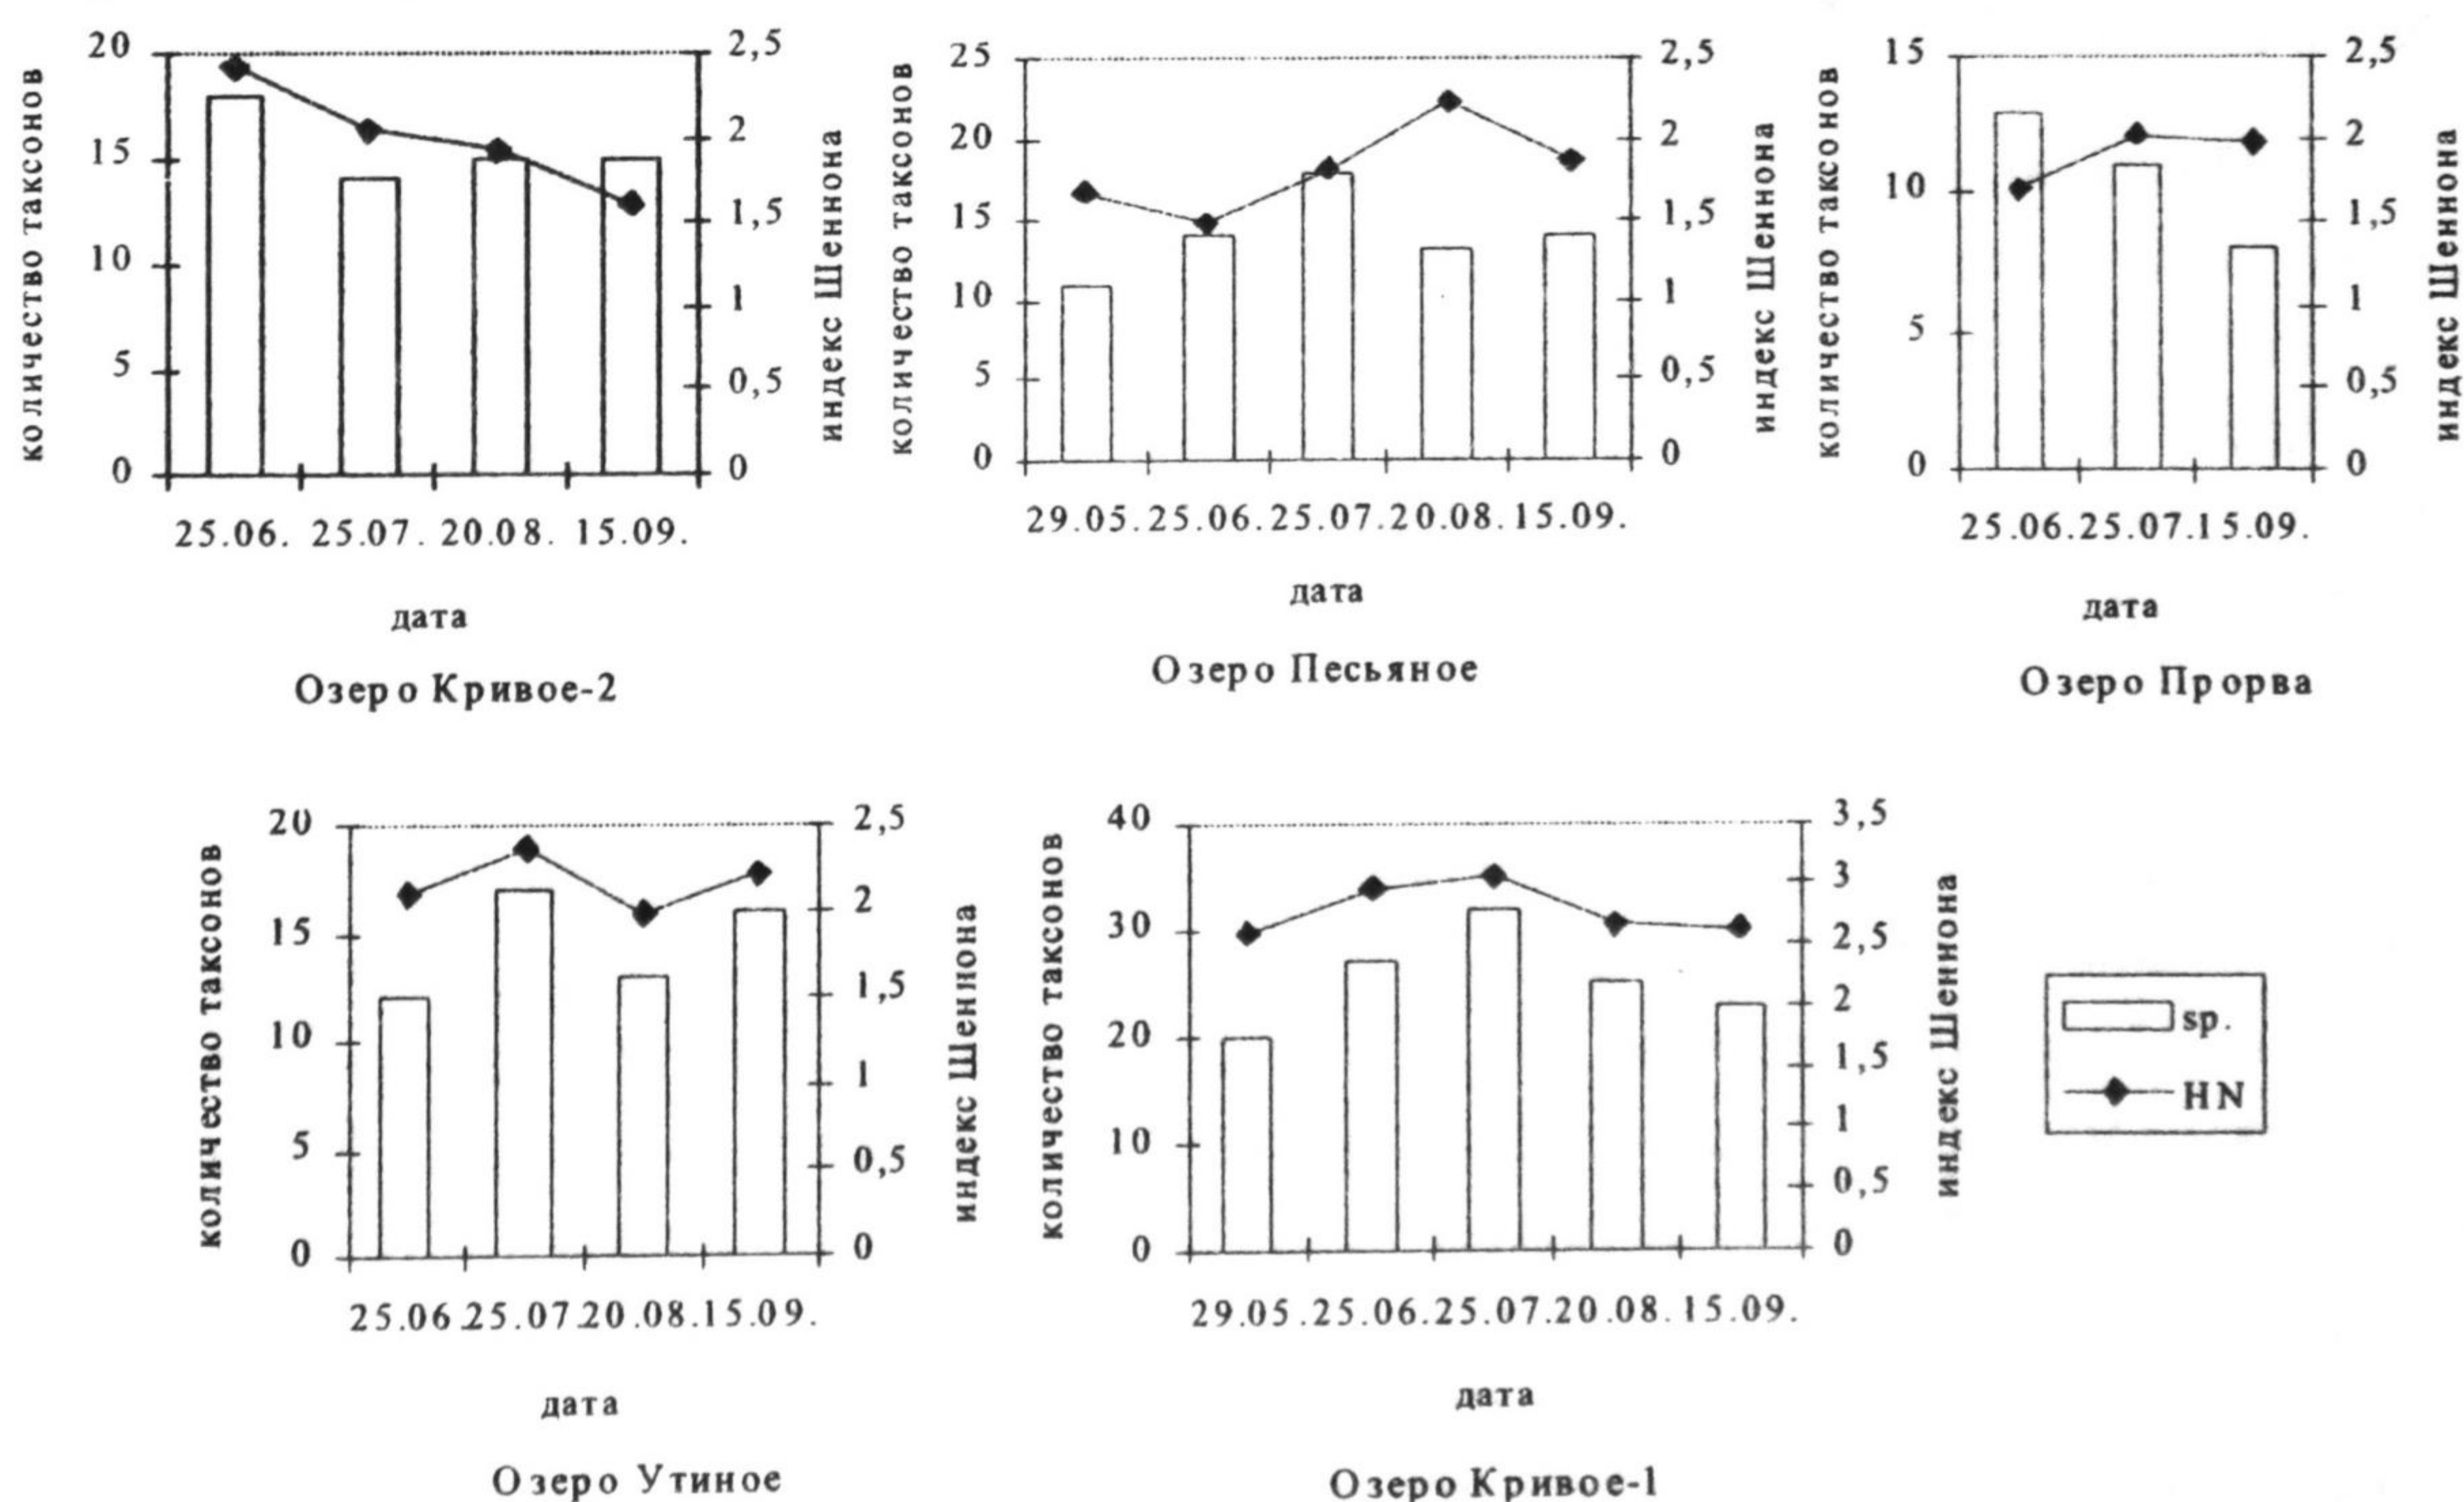 количество таксонов
20
15
10
5
0
2,5
2
1,5
1
0,5
0
индекс Шеннона
25.06. 25.07. 20.08. 15.09.
дата
Озеро Кривое-2
количество таксонов
25
20
15
10
5
0
2,5
2
1,5
1
0,5
0
индекс Шеннона
29.05.25.06.25.07.20.08.15.09.
дата
Озеро Песьяное
количество таксонов
15
10
5
0
2,5
2
1,5
1
0,5
0
индекс Шеннона
25.06.25.07.15.09.
дата
Озеро Прорва
количество таксонов
20
15
10
5
0
2,5
2
1,5
1
0,5
0
индекс Шеннона
25.06.25.07.20.08.15.09.
дата
Озеро Утиное
количество таксонов
40
30
20
10
0
3,5
3
2,5
2
1,5
1
0,5
0
индекс Шеннона
29.05.25.06.25.07.20.08.15.09.
дата
Озеро Кривое-1
sp.
HN